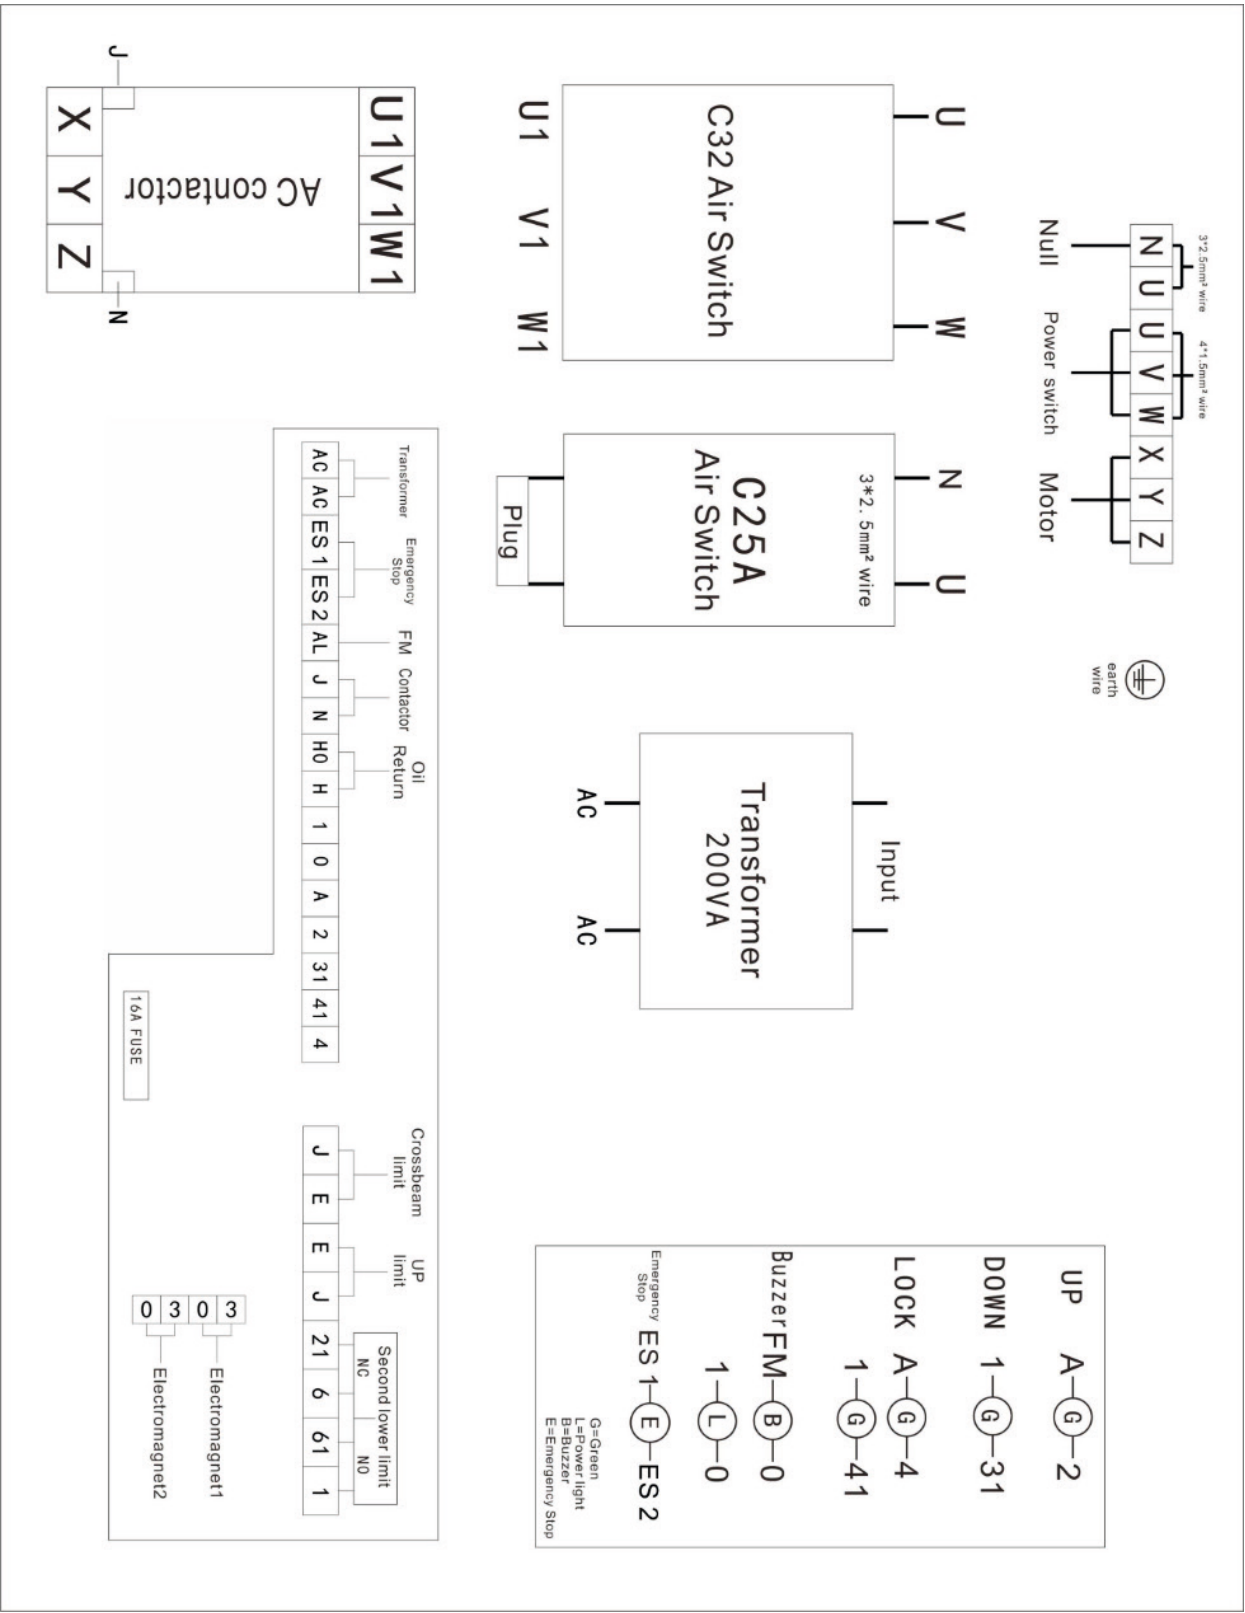 3*2.5mm² wire
4*1.5mm² wire
N U U V W X Y Z
Null
Power switch
Motor
earth
wire
U V W
C32 Air Switch
U1 V1 W1
N U
3*2.5mm² wire
C25A
Air Switch
Plug
Input
Transformer
200VA
AC AC
UP A G 2
DOWN 1 G 31
LOCK A G 4
1 G 41
Buzzer FM B 0
1 L 0
Emergency
Stop
ES1 E ES2
G=Green
L=Power light
B=Buzzer
E=Emergency Stop
U1 V1 W1
AC contactor
J
N
X Y Z
Transformer
Emergency
Stop
FM
Contactor
Oil
Return
AC AC ES1 ES2 AL J N HO H 1 0 A 2 31 41 4
Crossbeam
limit
UP
limit
Second lower limit
NC NO
J E E J 21 6 61 1
16A FUSE
0 3 0 3
Electromagnet1
Electromagnet2